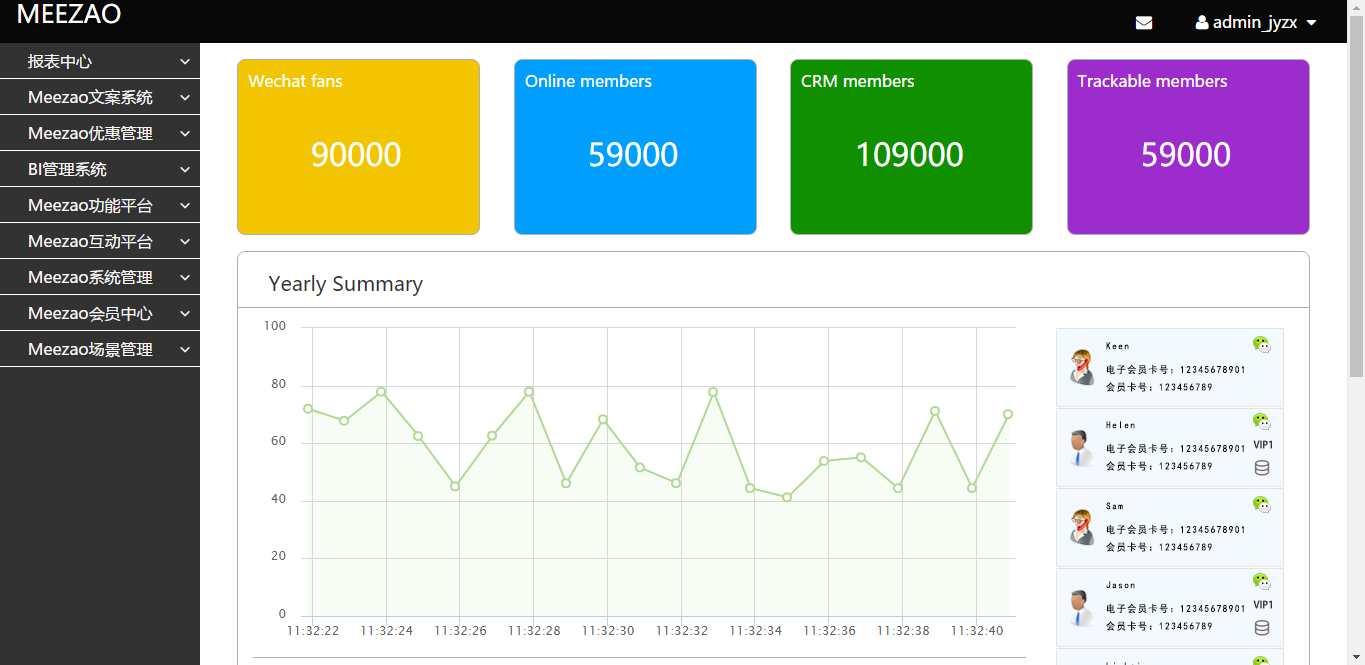 MEEZAO
admin_jyzx
报表中心
Meezao文案系统
Meezao优惠管理
BI管理系统
Meezao功能平台
Meezao互动平台
Meezao系统管理
Meezao会员中心
Meezao场景管理
Wechat fans
90000
Online members
59000
CRM members
109000
Trackable members
59000
Yearly Summary
100
80
60
40
20
0
11:32:22 11:32:24 11:32:26 11:32:28 11:32:30 11:32:32 11:32:34 11:32:36 11:32:38 11:32:40
Keen
电子会员卡号：12345678901
会员卡号：123456789
Helen
VIP1
电子会员卡号：12345678901
会员卡号：123456789
Sam
电子会员卡号：12345678901
会员卡号：123456789
Jason
VIP1
电子会员卡号：12345678901
会员卡号：123456789